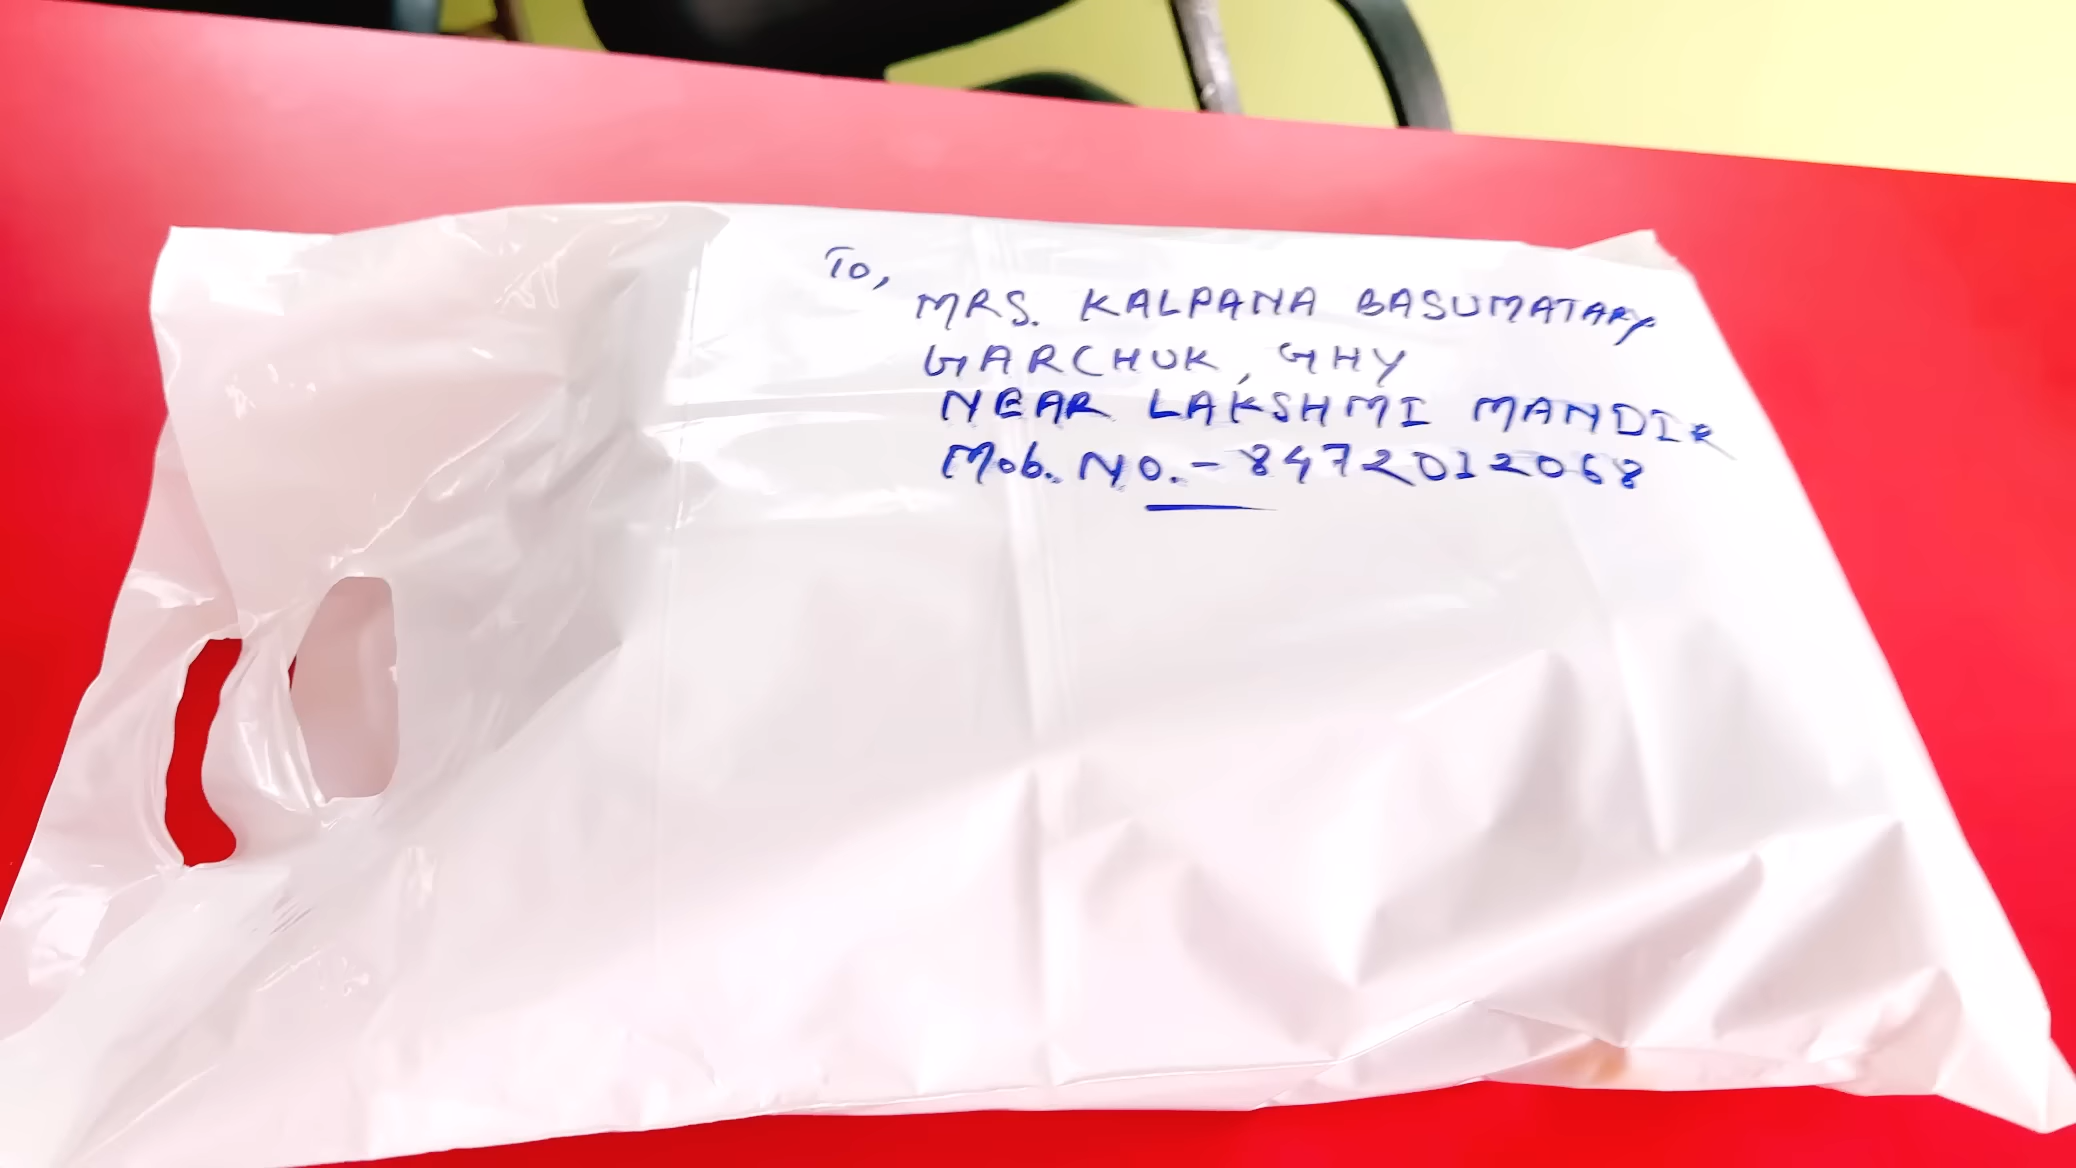 To,
MRS. KALPANA BASUMATARY
GARCHUK, GHY
NEAR LAKSHMI MANDIR
Mob. NO. - 8472012068